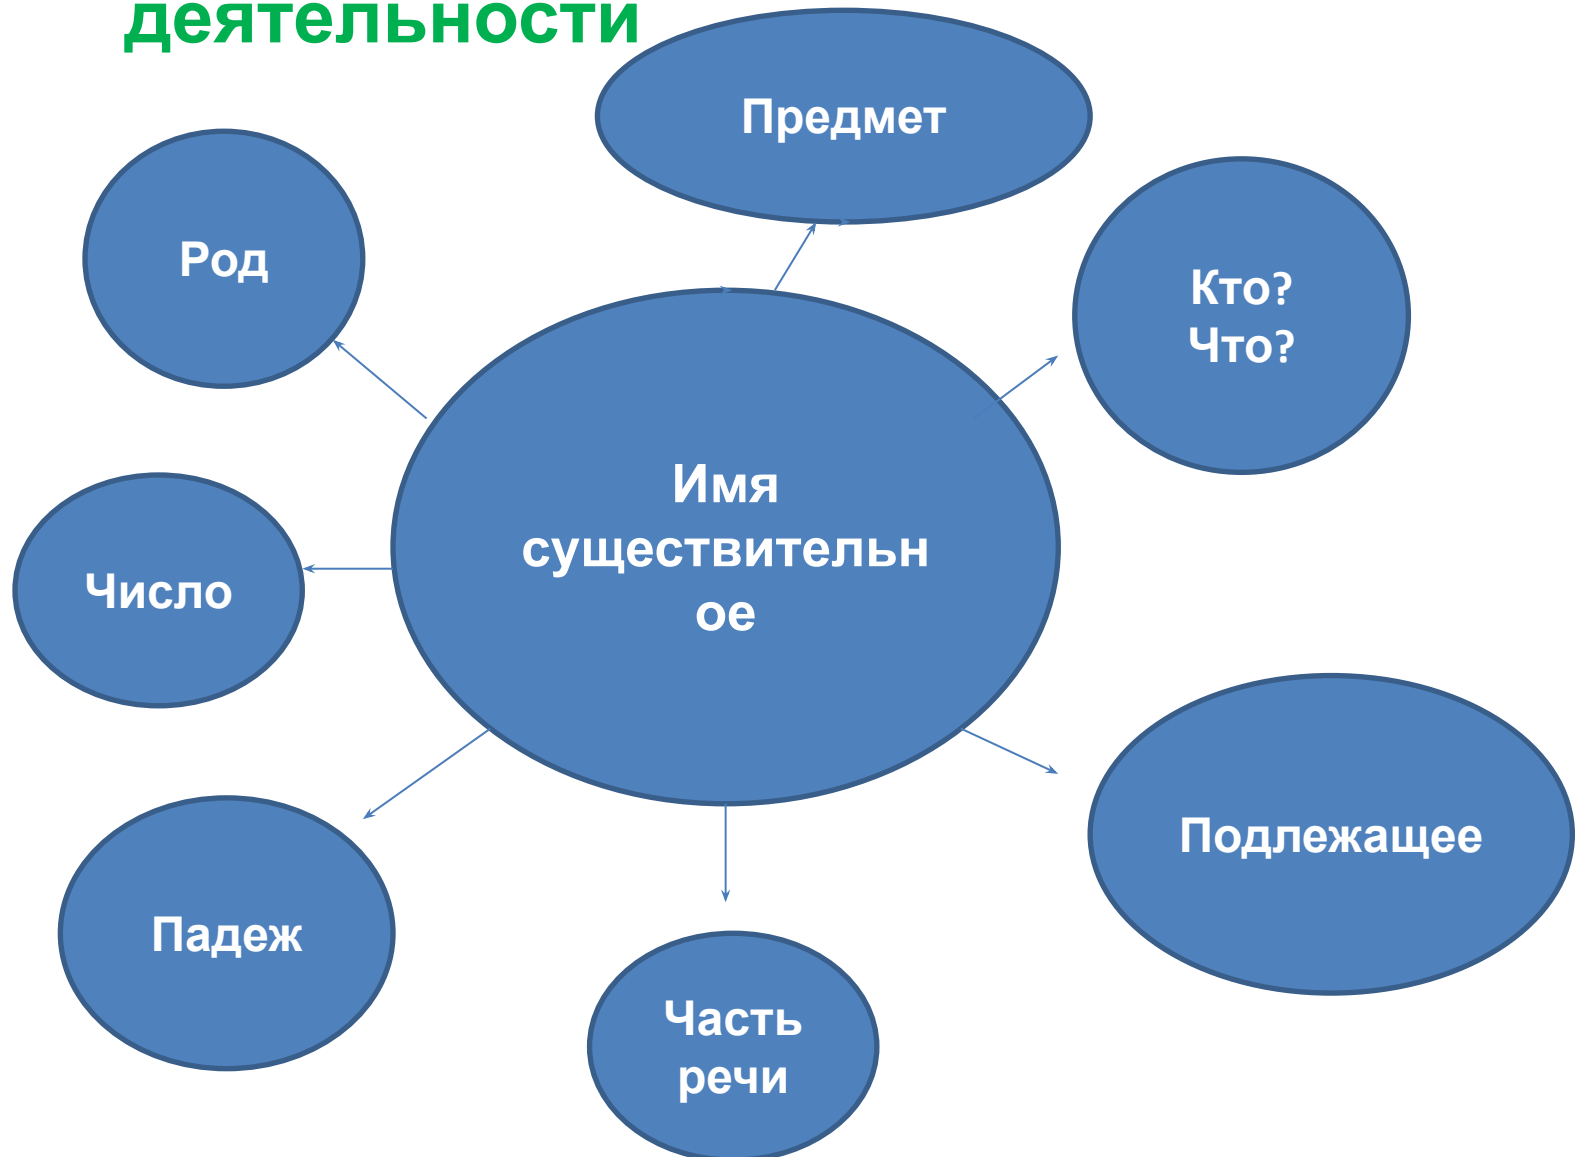 деятельности
Предмет
Род
Кто?
Что?
Имя
существительн
ое
Число
Подлежащее
Падеж
Часть
речи